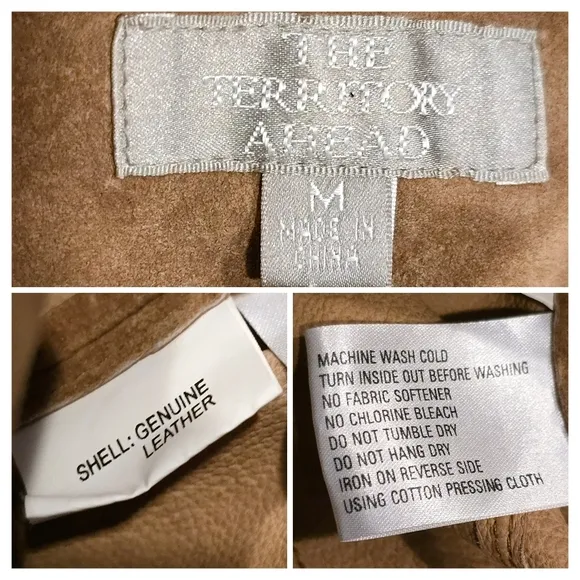 THE
TERRITORY
AHEAD
M
MADE IN
CHINA
SHELL: GENUINE
LEATHER
MACHINE WASH COLD
TURN INSIDE OUT BEFORE WASHING
NO FABRIC SOFTENER
NO CHLORINE BLEACH
DO NOT TUMBLE DRY
DO NOT HANG DRY
IRON ON REVERSE SIDE
USING COTTON PRESSING CLOTH